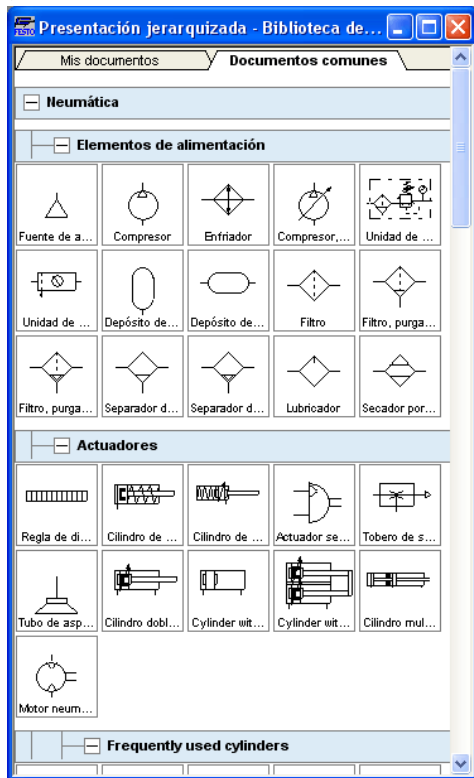 FESTO Presentación jerarquizada - Biblioteca de...
Mis documentos Documentos comunes
Neumática
Elementos de alimentación
Fuente de a... Compresor Enfriador Compresor,... Unidad de ...
Unidad de ... Depósito de... Depósito de... Filtro Filtro, purga...
Filtro, purga... Separador d... Separador d... Lubricador Secador por...
Actuadores
Regla de di... Cilindro de ... Cilindro de ... Actuador se... Tobero de s...
Tubo de asp... Cilindro dobl... Cylinder wit... Cylinder wit... Cilindro mul...
Motor neum...
Frequently used cylinders